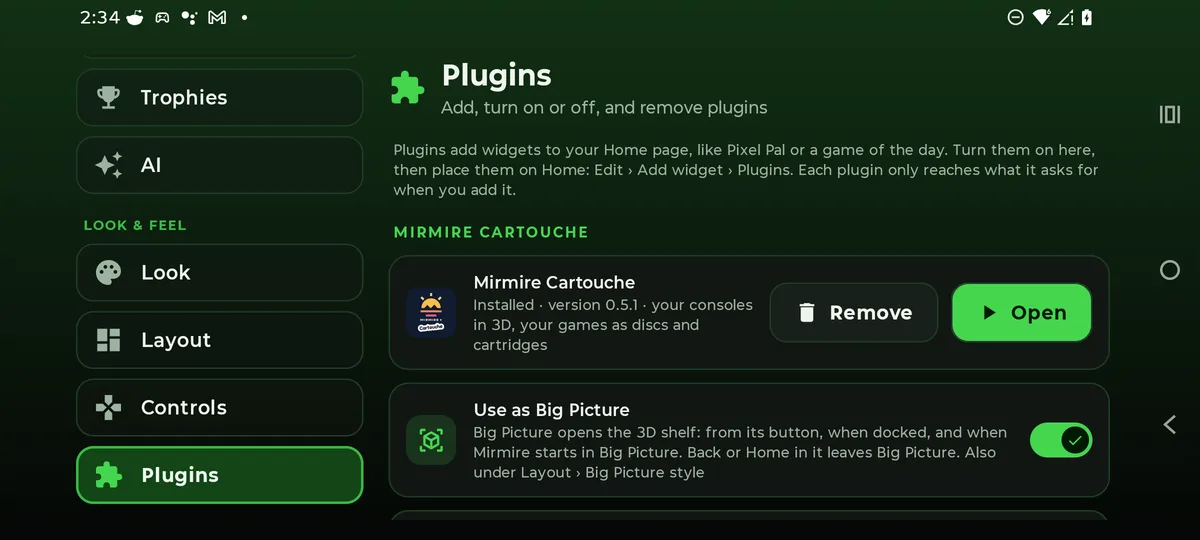 2:34
Trophies
AI
LOOK & FEEL
Look
Layout
Controls
Plugins
Plugins
Add, turn on or off, and remove plugins
Plugins add widgets to your Home page, like Pixel Pal or a game of the day. Turn them on here,
then place them on Home: Edit › Add widget › Plugins. Each plugin only reaches what it asks for
when you add it.
MIRMIRE CARTOUCHE
MIRMIRE
Cartouche
Mirmire Cartouche
Installed · version 0.5.1 · your consoles
in 3D, your games as discs and
cartridges
Remove
Open
Use as Big Picture
Big Picture opens the 3D shelf: from its button, when docked, and when
Mirmire starts in Big Picture. Back or Home in it leaves Big Picture. Also
under Layout › Big Picture style